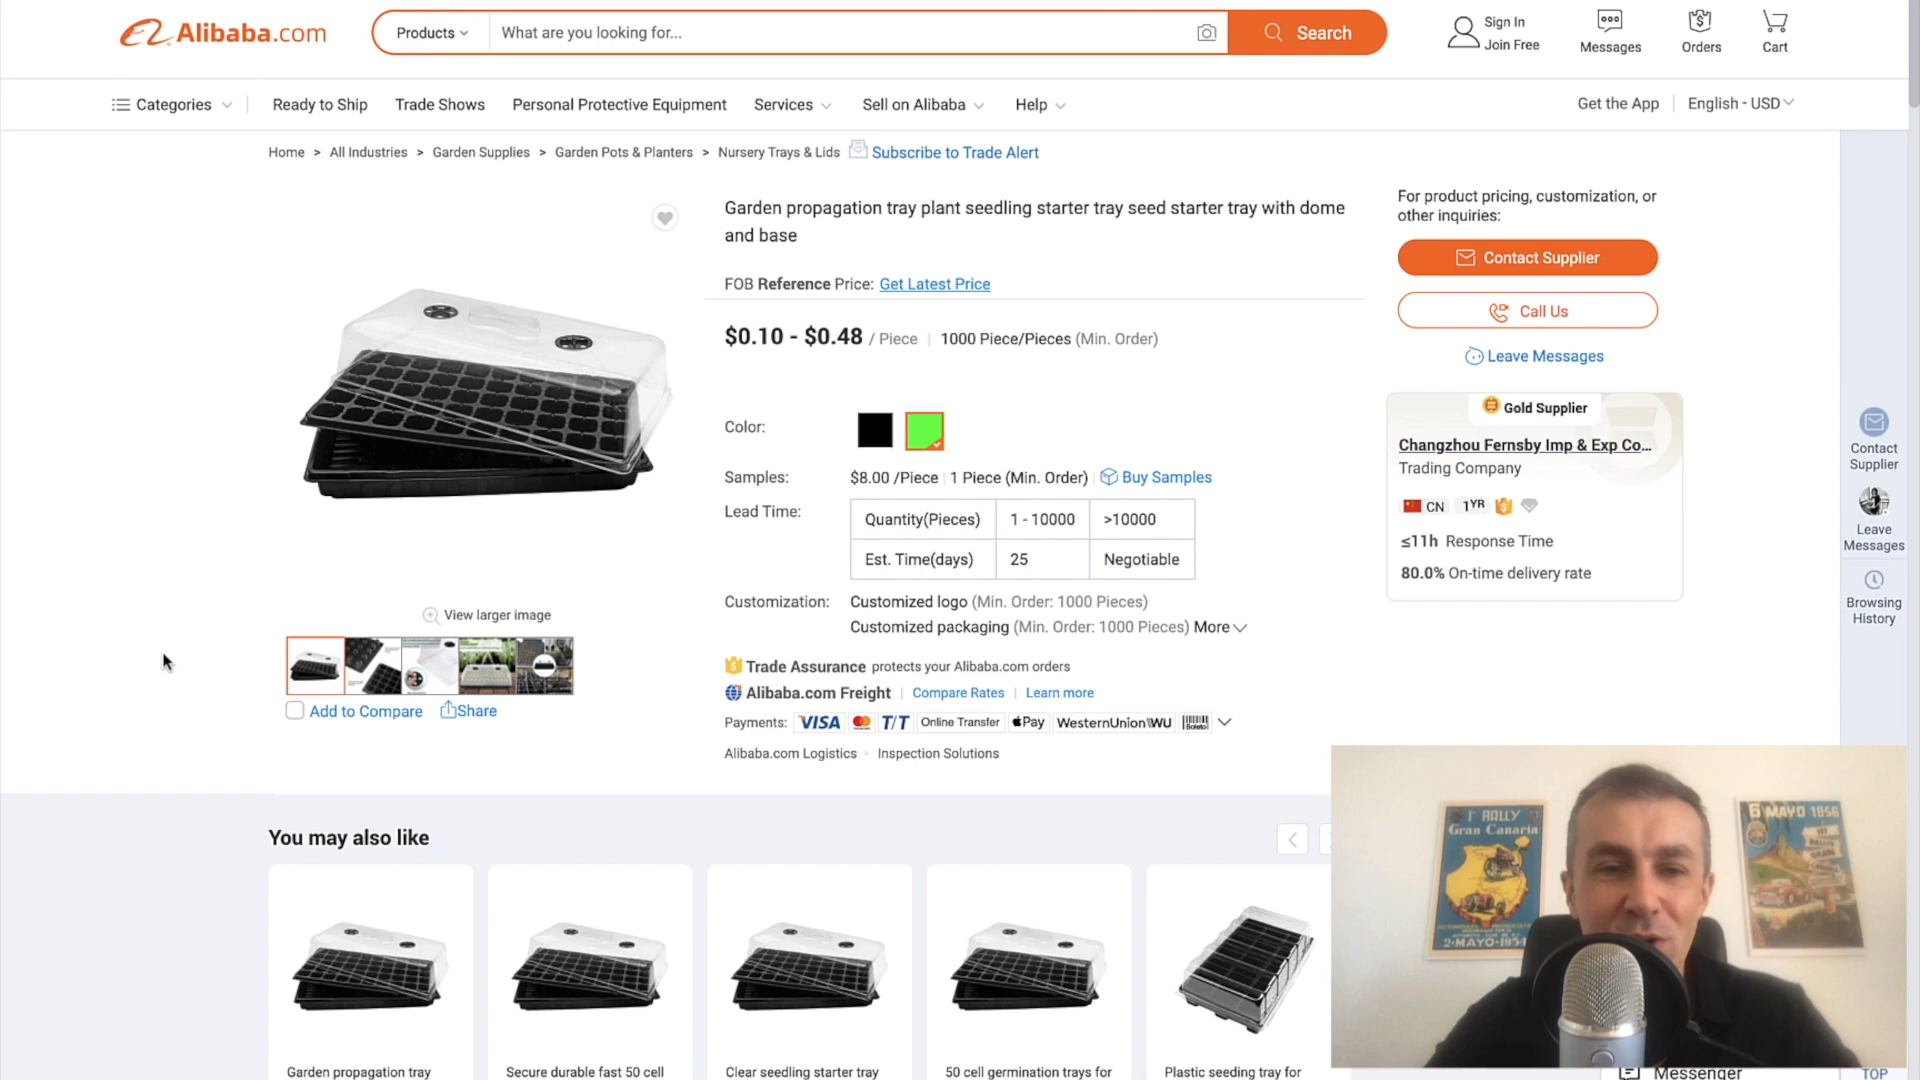 Alibaba.com
Products
What are you looking for...
Search
Sign In
Join Free
Messages
Orders
Cart
Categories
Ready to Ship
Trade Shows
Personal Protective Equipment
Services
Sell on Alibaba
Help
Get the App
English - USD
Home > All Industries > Garden Supplies > Garden Pots & Planters > Nursery Trays & Lids
Subscribe to Trade Alert
Garden propagation tray plant seedling starter tray seed starter tray with dome
and base
FOB Reference Price: Get Latest Price
$0.10 - $0.48 / Piece | 1000 Piece/Pieces (Min. Order)
Color:
Samples: $8.00 /Piece | 1 Piece (Min. Order) | Buy Samples
Lead Time:
Quantity(Pieces) 1 - 10000 >10000
Est. Time(days) 25 Negotiable
Customization: Customized logo (Min. Order: 1000 Pieces)
Customized packaging (Min. Order: 1000 Pieces) More
Trade Assurance protects your Alibaba.com orders
Alibaba.com Freight | Compare Rates | Learn more
Payments: VISA T/T Online Transfer Pay WesternUnion WU Boleto
Alibaba.com Logistics Inspection Solutions
View larger image
Add to Compare
Share
For product pricing, customization, or
other inquiries:
Contact Supplier
Call Us
Leave Messages
Gold Supplier
Changzhou Fernsby Imp & Exp Co...
Trading Company
CN 1YR
≤11h Response Time
80.0% On-time delivery rate
Contact
Supplier
Leave
Messages
Browsing
History
You may also like
Garden propagation tray
Secure durable fast 50 cell
Clear seedling starter tray
50 cell germination trays for
Plastic seeding tray for
1º RALLY
Gran Canaria
2-MAYO-1954
6 MAYO 1956
Messenger
TOP